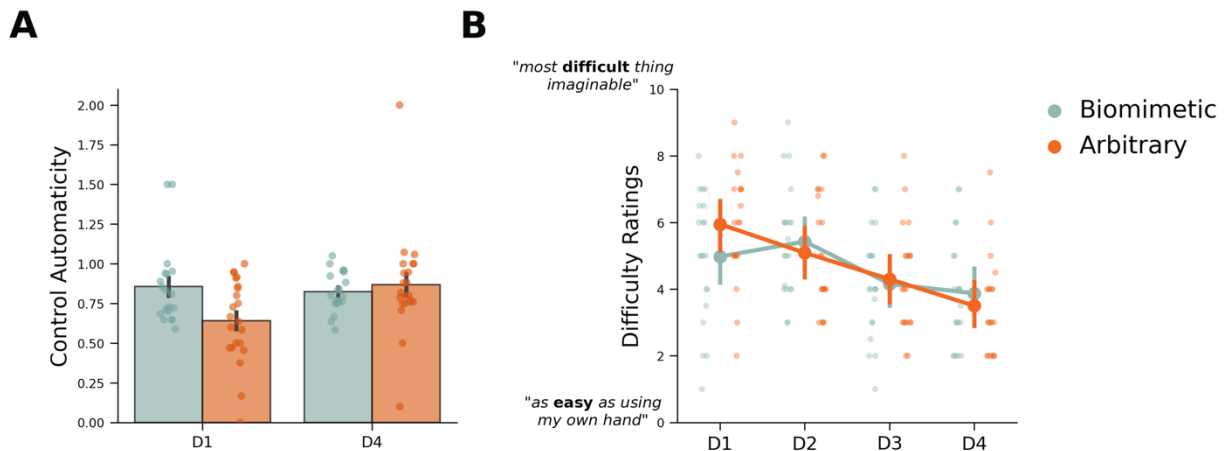 A
Control Automaticity
2.00
1.75
1.50
1.25
1.00
0.75
0.50
0.25
0.00
D1
D4
B
"most difficult thing
imaginable"
Difficulty Ratings
10
8
6
4
2
0
"as easy as using
my own hand"
D1
D2
D3
D4
Biomimetic
Arbitrary